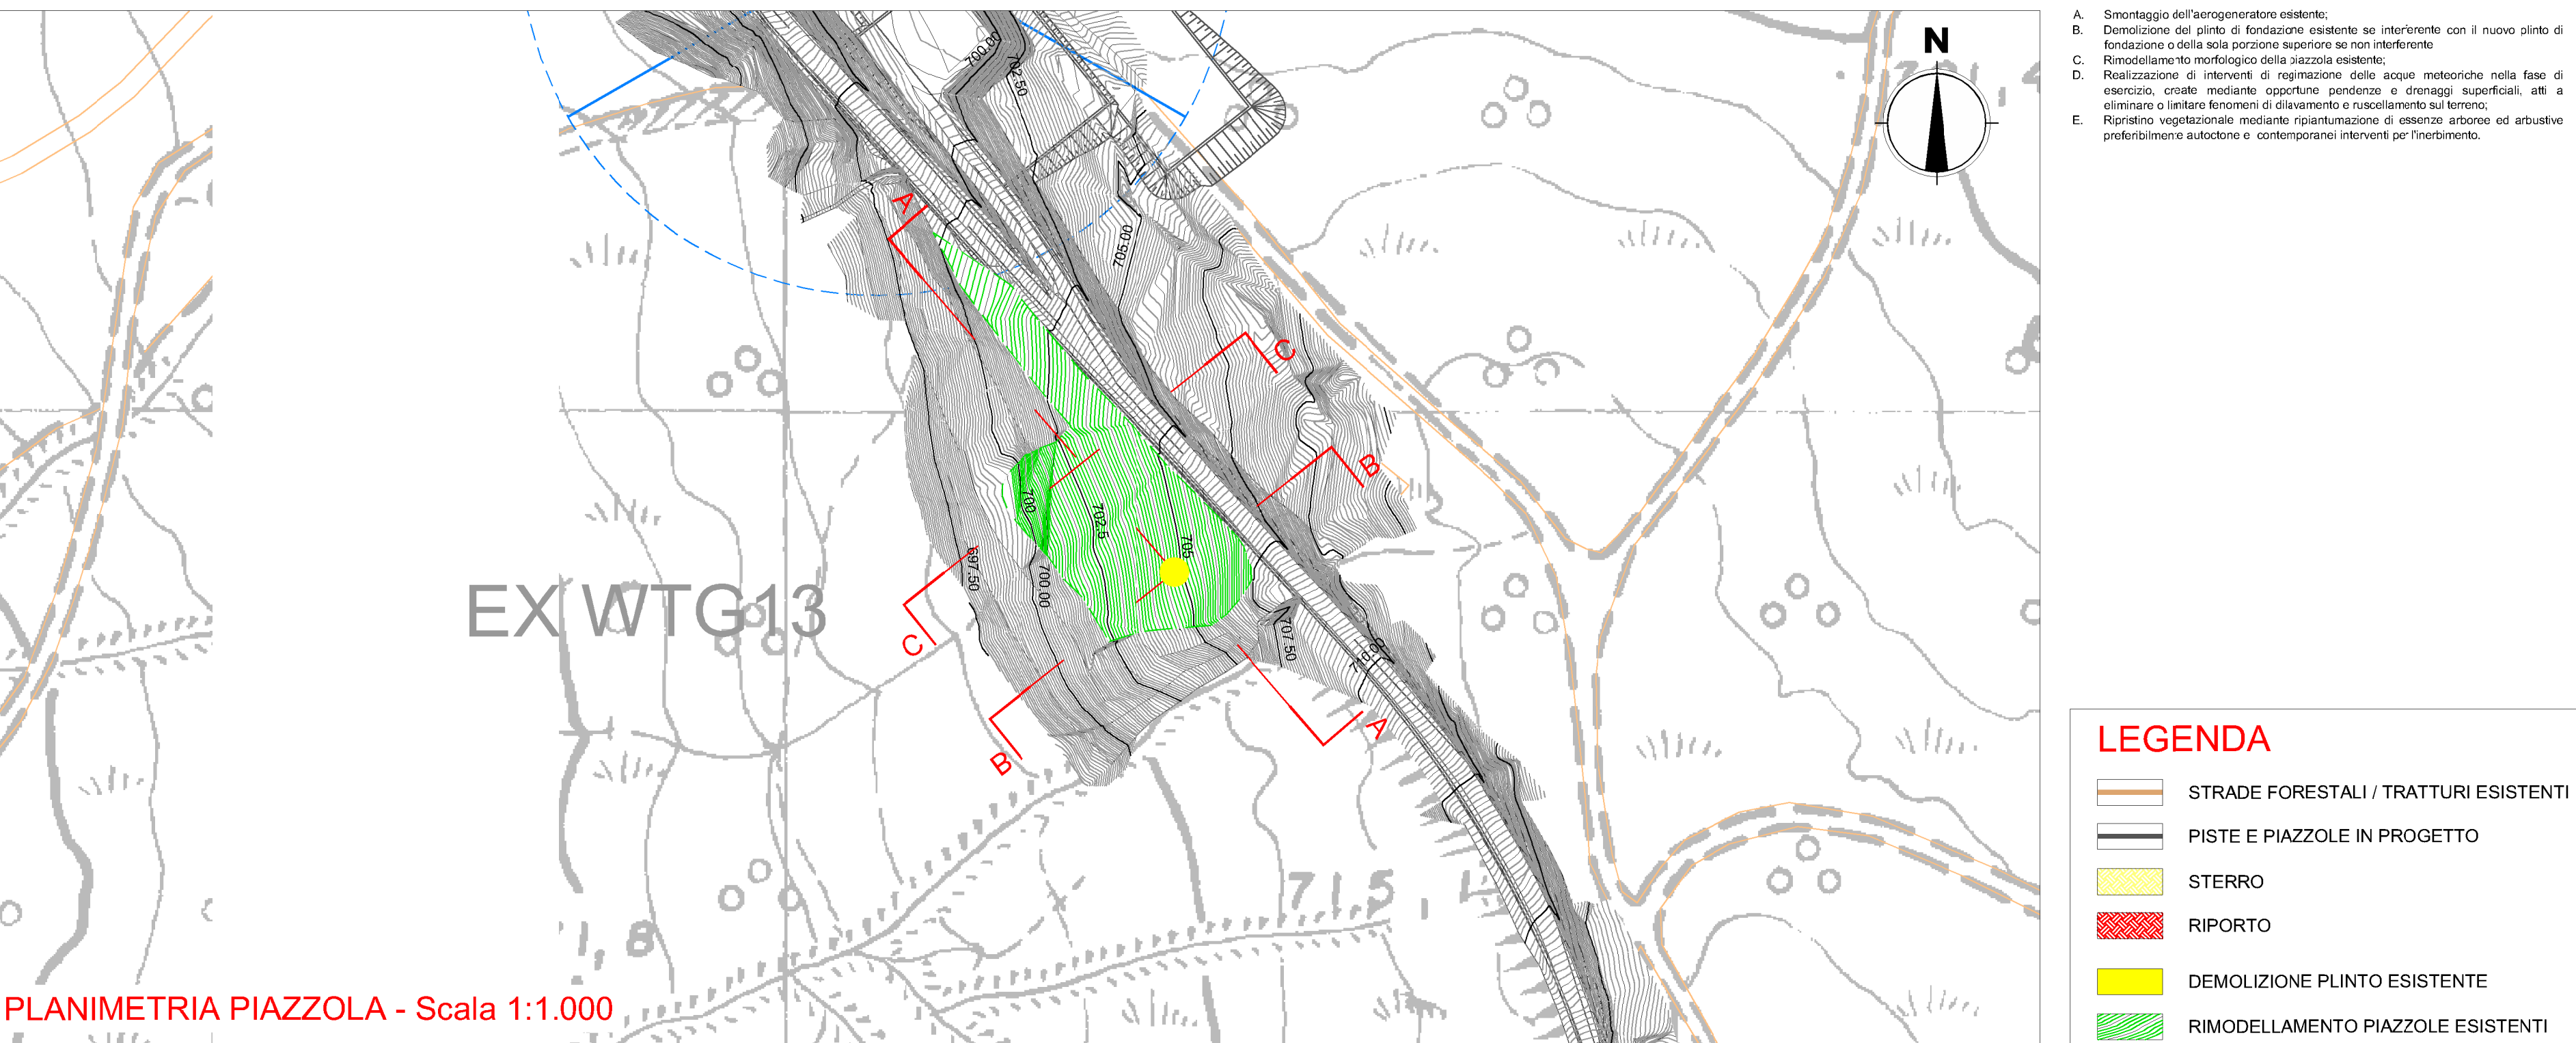 A. Smontaggio dell'aerogeneratore esistente;
B. Demolizione del plinto di fondazione esistente se interferente con il nuovo plinto di
fondazione o della sola porzione superiore se non interferente
C. Rimodellamento morfologico della piazzola esistente;
D. Realizzazione di interventi di regimazione delle acque meteoriche nella fase di
esercizio, create mediante opportune pendenze e drenaggi superficiali, atti a
eliminare o limitare fenomeni di dilavamento e ruscellamento sul terreno;
E. Ripristino vegetazionale mediante ripiantumazione di essenze arboree ed arbustive
preferibilmente autoctone e contemporanei interventi per l'inerbimento.
N
700.00
702.50
A
705.00
C
B
700
702.5
705
697.50
700.00
EX WTG13
C
707.50
710.00
B
A
715,1
1,8
PLANIMETRIA PIAZZOLA - Scala 1:1.000
LEGENDA
STRADE FORESTALI / TRATTURI ESISTENTI
PISTE E PIAZZOLE IN PROGETTO
STERRO
RIPORTO
DEMOLIZIONE PLINTO ESISTENTE
RIMODELLAMENTO PIAZZOLE ESISTENTI